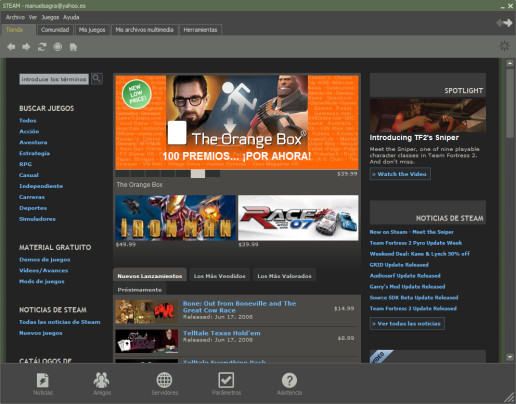 STEAM - manuelsagra@yahoo.es
Archivo Ver Juegos Ayuda
Tienda Comunidad Mis juegos Mis archivos multimedia Herramientas
introduce los términos
BUSCAR JUEGOS
Todos
Acción
Aventura
Estrategia
RPG
Casual
Independiente
Carreras
Deportes
Simuladores
MATERIAL GRATUITO
Demos de juegos
Vídeos/Avances
Mods de juegos
NOTICIAS DE STEAM
Todas las noticias de Steam
Nuevos juegos
CATÁLOGOS DE
NEW LOW PRICE!
The Orange Box
100 PREMIOS... ¡POR AHORA!
$39.99
The Orange Box
IRONMAN
RACE 07
$49.99 $39.99
Nuevos Lanzamientos Los Más Vendidos Los Más Valorados
Próximamente
Bone: Out from Boneville and The
Great Cow Race
Released: Jun 17, 2008
$14.99
Telltale Texas Hold'em
Released: Jun 17, 2008
Telltale Everything Pack
SPOTLIGHT
Introducing TF2's Sniper
Meet the Sniper, one of nine playable
character classes in Team Fortress 2.
And don't miss.
» Watch the Video
NOTICIAS DE STEAM
Now on Steam - Meet the Sniper
Team Fortress 2 Pyro Update Week
Weekend Deal: Kane & Lynch 50% off
GRID Update Released
Audiosurf Update Released
Garry's Mod Update Released
Source SDK Beta Update Released
Team Fortress 2 Update Released
» Ver todas las noticias
Noticias Amigos Servidores Parámetros Asistencia